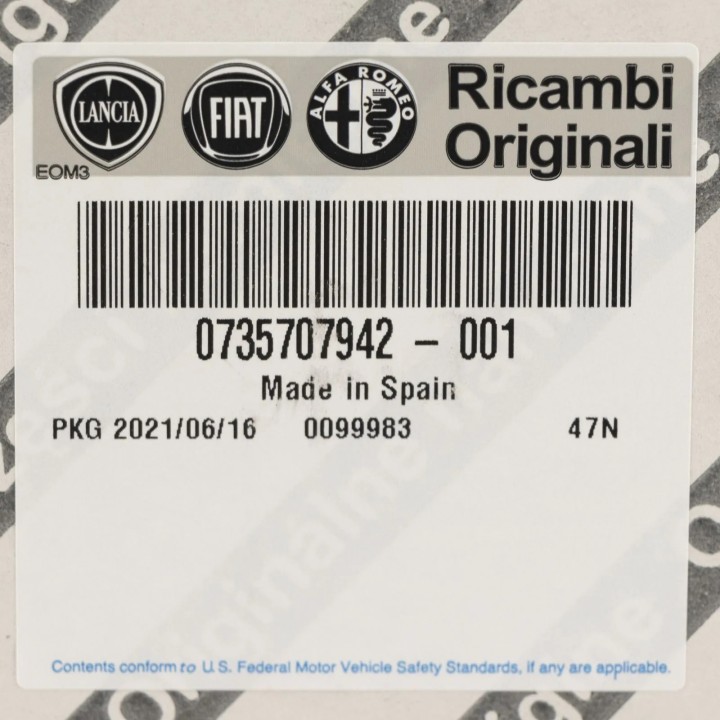 LANCIA
FIAT
ALFA ROMEO
Ricambi
Originali
EOM3
0735707942 - 001
Made in Spain
PKG 2021/06/16 0099983 47N
Contents conform to U.S. Federal Motor Vehicle Safety Standards, if any are applicable.